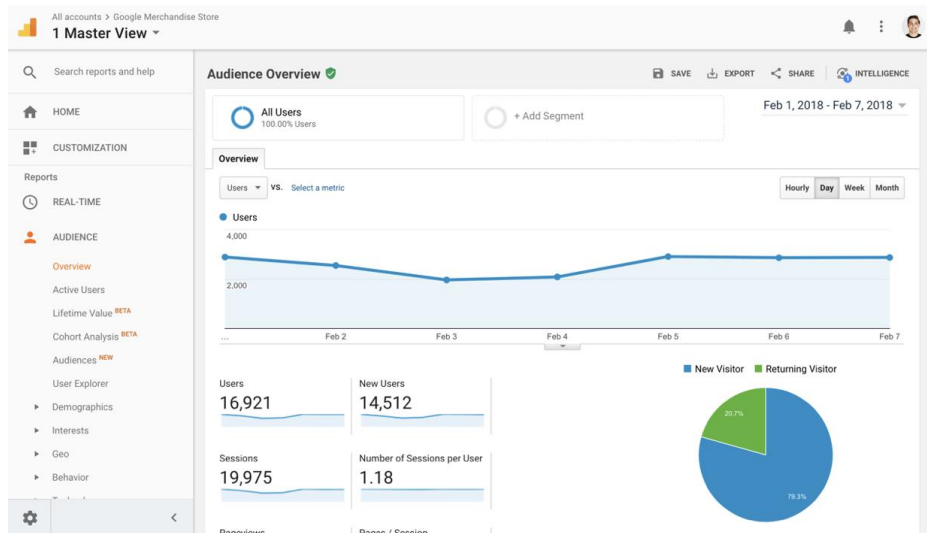 All accounts > Google Merchandise Store
1 Master View
Search reports and help
HOME
CUSTOMIZATION
Reports
REAL-TIME
AUDIENCE
Overview
Active Users
Lifetime Value BETA
Cohort Analysis BETA
Audiences NEW
User Explorer
Demographics
Interests
Geo
Behavior
Audience Overview
SAVE
EXPORT
SHARE
INTELLIGENCE
1
All Users
100.00% Users
+ Add Segment
Feb 1, 2018 - Feb 7, 2018
Overview
Users VS. Select a metric
Hourly Day Week Month
Users
4,000
2,000
... Feb 2 Feb 3 Feb 4 Feb 5 Feb 6 Feb 7
New Visitor Returning Visitor
Users
16,921
New Users
14,512
Sessions
19,975
Number of Sessions per User
1.18
Pageviews
Pages / Session
20.7%
79.3%